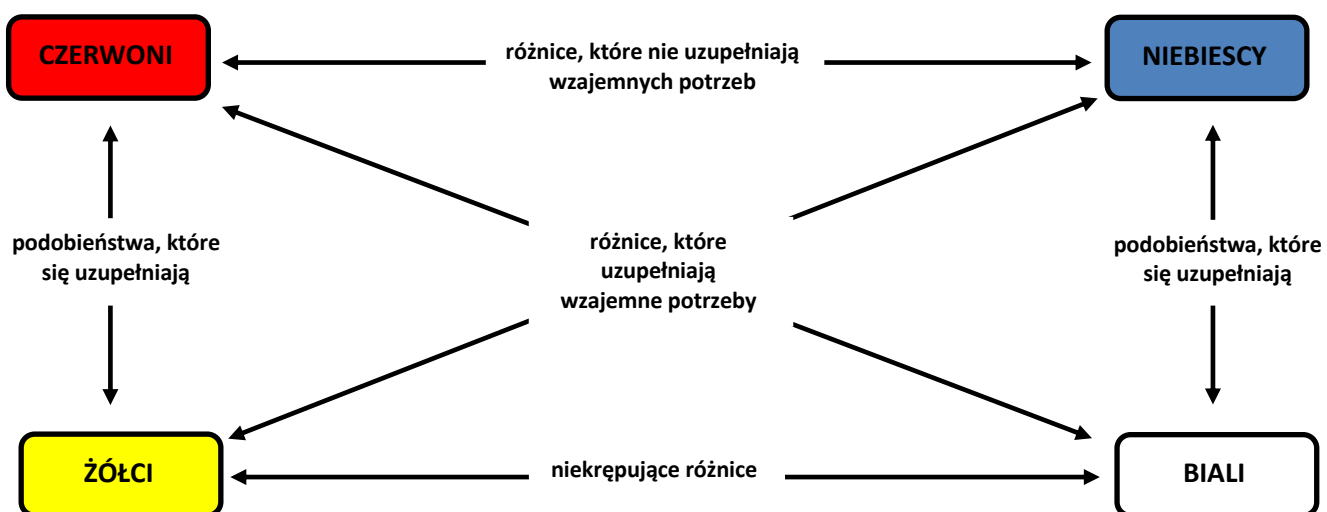 CZERWONI
różnice, które nie uzupełniają
wzajemnych potrzeb
NIEBIESCY
podobieństwa, które
się uzupełniają
różnice, które
uzupełniają
wzajemne potrzeby
podobieństwa, które
się uzupełniają
ŻÓŁCI
niekrępujące różnice
BIALI